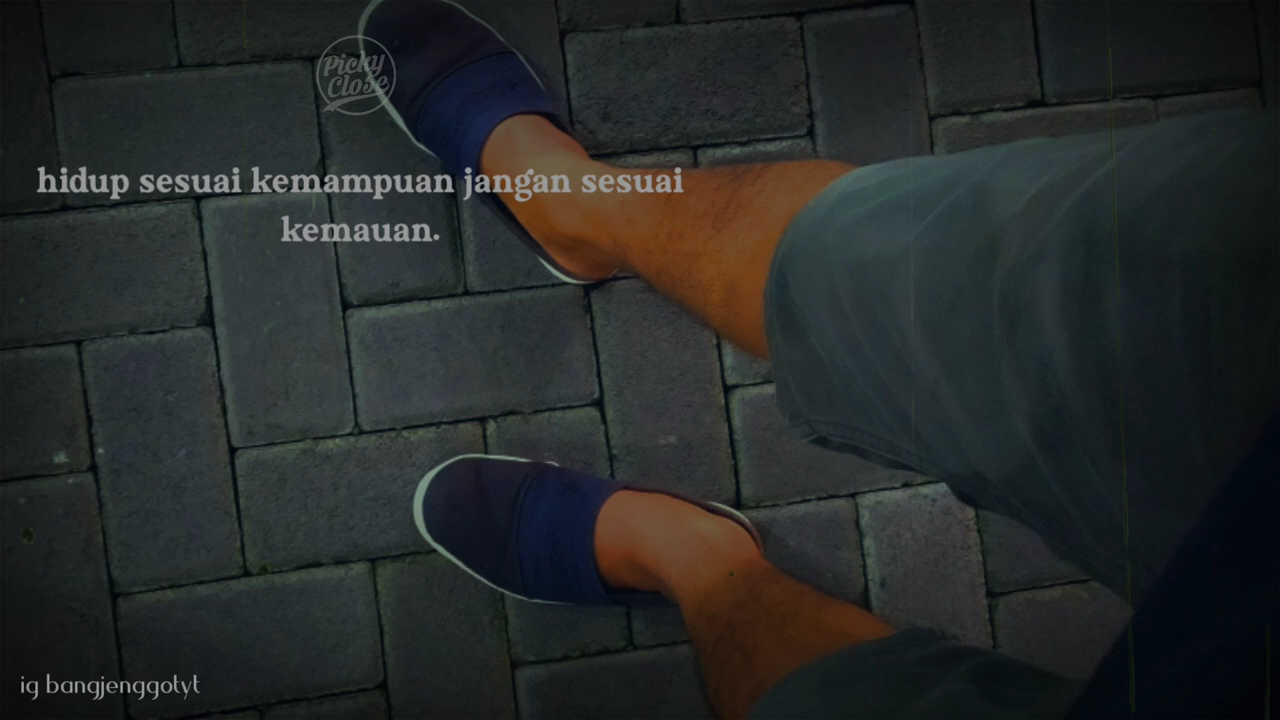 Picky
Close
hidup sesuai kemampuan jangan sesuai
kemauan.
ig bangjenggotyt